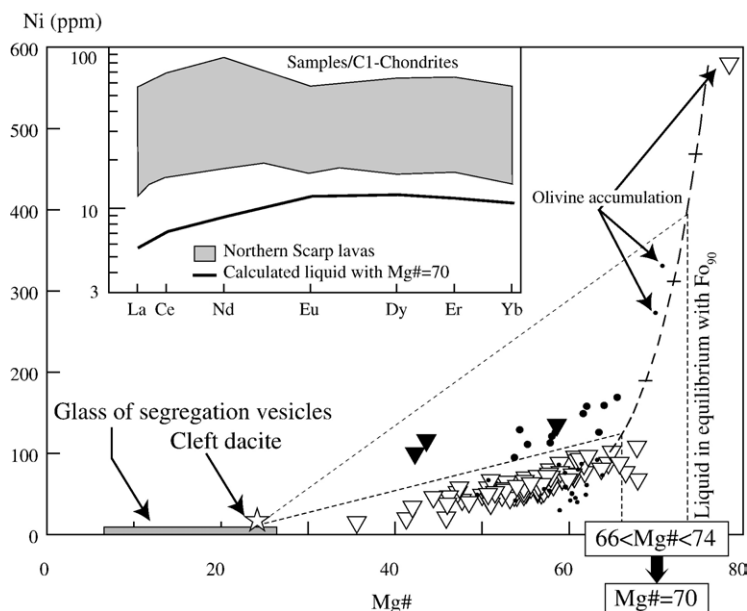 Ni (ppm)
600
500
400
300
200
100
0
100
10
3
Samples/C1-Chondrites
Northern Scarp lavas
Calculated liquid with Mg#=70
La Ce Nd Eu Dy Er Yb
Olivine accumulation
Liquid in equilibrium with Fo90
Glass of segregation vesicles
Cleft dacite
66<Mg#<74
0 20 40 60 80
Mg#
Mg#=70